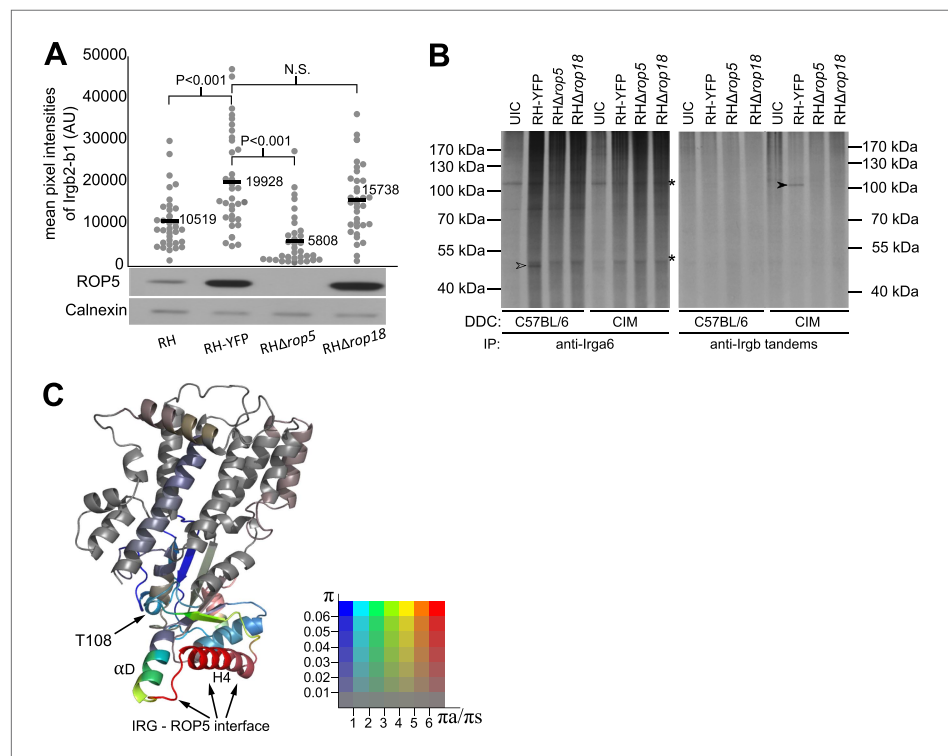 A
mean pixel intensities of Irgb2-b1 (AU)
50000
40000
30000
20000
10000
0
P<0.001
N.S.
P<0.001
10519
19928
5808
15738
ROP5
Calnexin
RH
RH-YFP
RHΔrop5
RHΔrop18
B
UIC
RH-YFP
RHΔrop5
RHΔrop18
UIC
RH-YFP
RHΔrop5
RHΔrop18
UIC
RH-YFP
RHΔrop5
RHΔrop18
UIC
RH-YFP
RHΔrop5
RHΔrop18
170 kDa
130 kDa
100 kDa
70 kDa
55 kDa
40 kDa
*
*
170 kDa
130 kDa
100 kDa
70 kDa
55 kDa
40 kDa
DDC: C57BL/6 CIM C57BL/6 CIM
IP: anti-Irga6 anti-Irgb tandems
C
T108
αD
H4
IRG - ROP5 interface
π
0.06
0.05
0.04
0.03
0.02
0.01
1 2 3 4 5 6
πa/πs